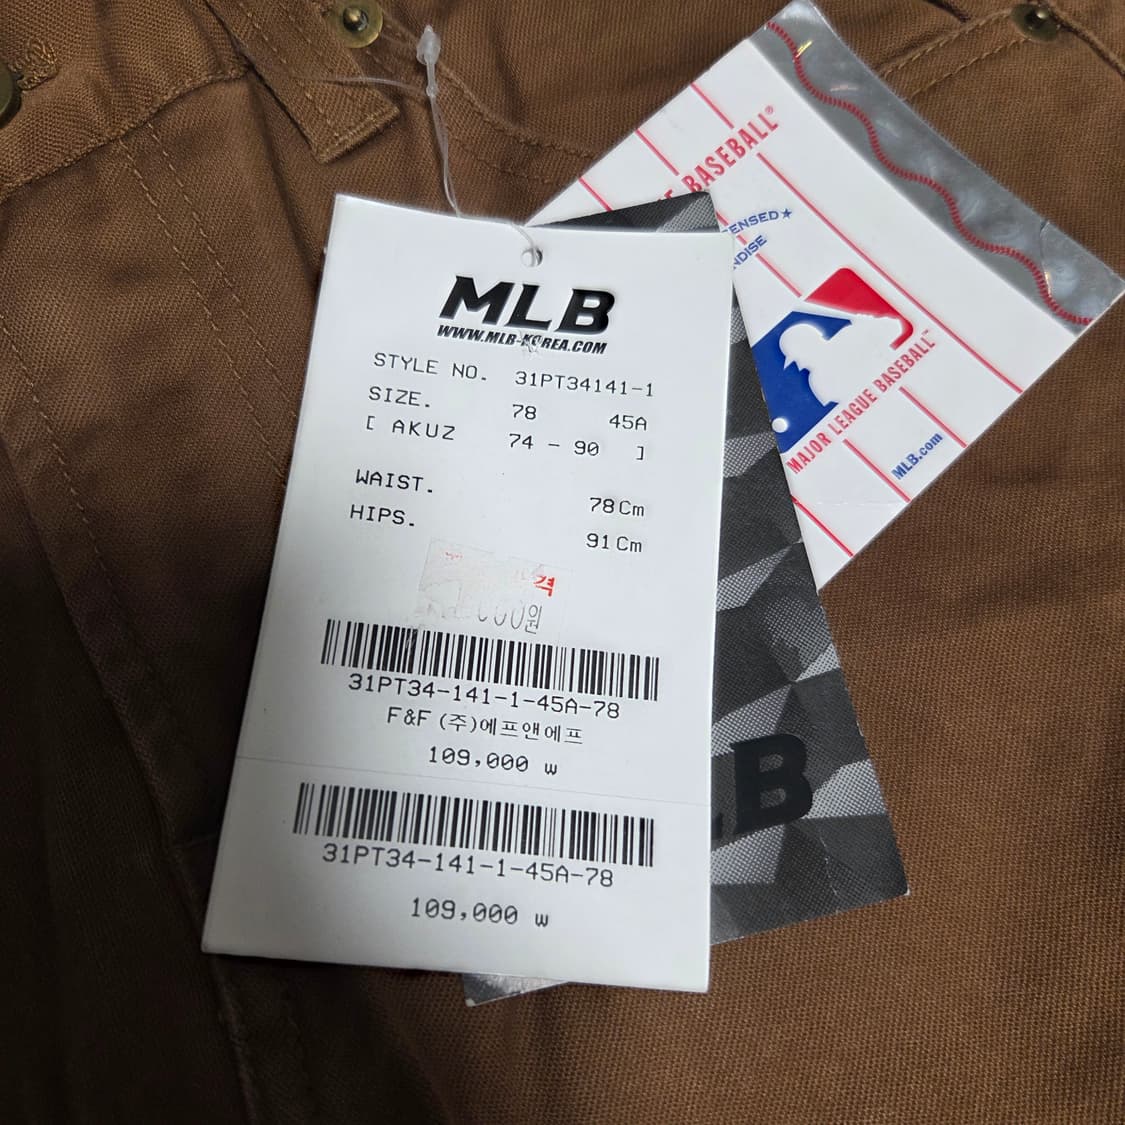 MLB
WWW.MLB-KOREA.COM
STYLE NO. 31PT34141-1
SIZE. 78 45A
[ AKUZ 74 - 90 ]
WAIST. 78Cm
HIPS. 91Cm
31PT34-141-1-45A-78
F&F (주)에프앤에프
109,000 w
31PT34-141-1-45A-78
109,000 w
BASEBALL®
MAJOR LEAGUE BASEBALL™
MLB.com